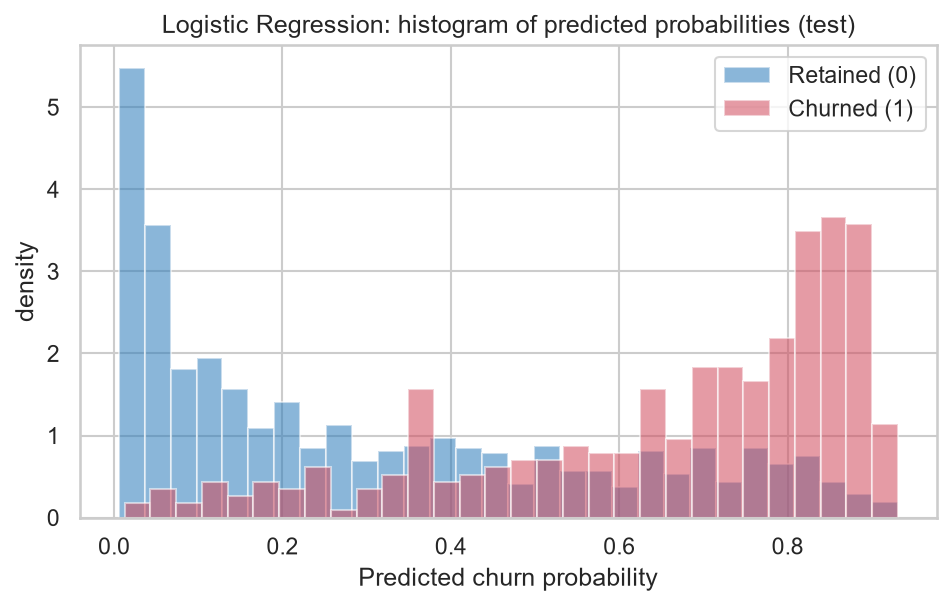 Logistic Regression: histogram of predicted probabilities (test)
Retained (0)
Churned (1)
density
5
4
3
2
1
0
0.0 0.2 0.4 0.6 0.8
Predicted churn probability